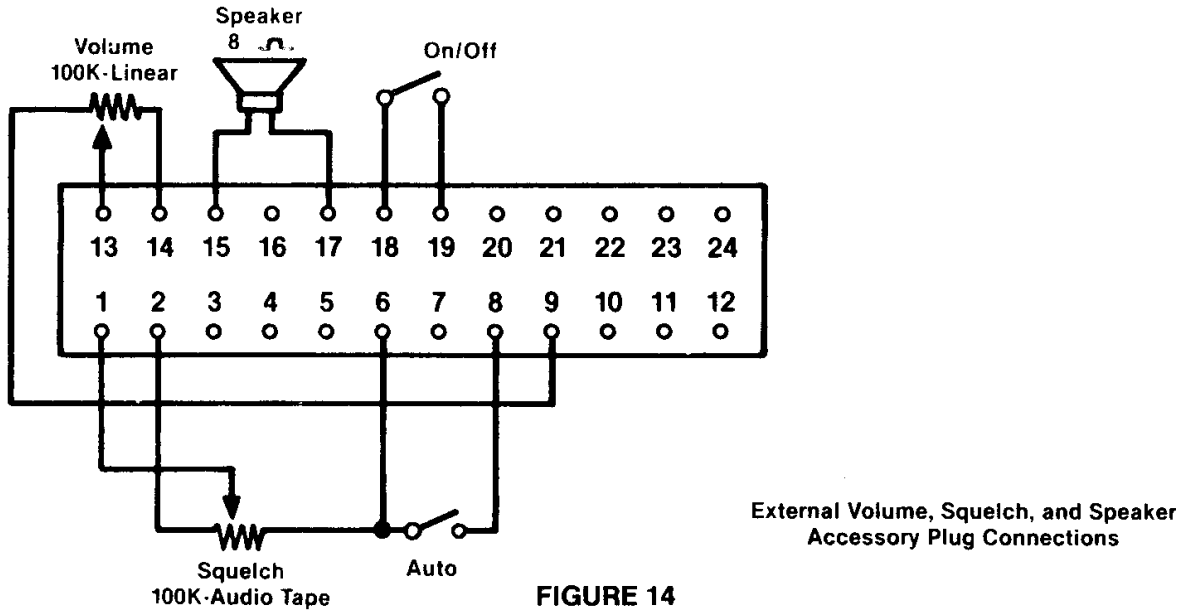 Speaker
8
Volume
100K-Linear
On/Off
13 14 15 16 17 18 19 20 21 22 23 24
1 2 3 4 5 6 7 8 9 10 11 12
Squelch
100K-Audio Tape
Auto
External Volume, Squelch, and Speaker
Accessory Plug Connections
FIGURE 14